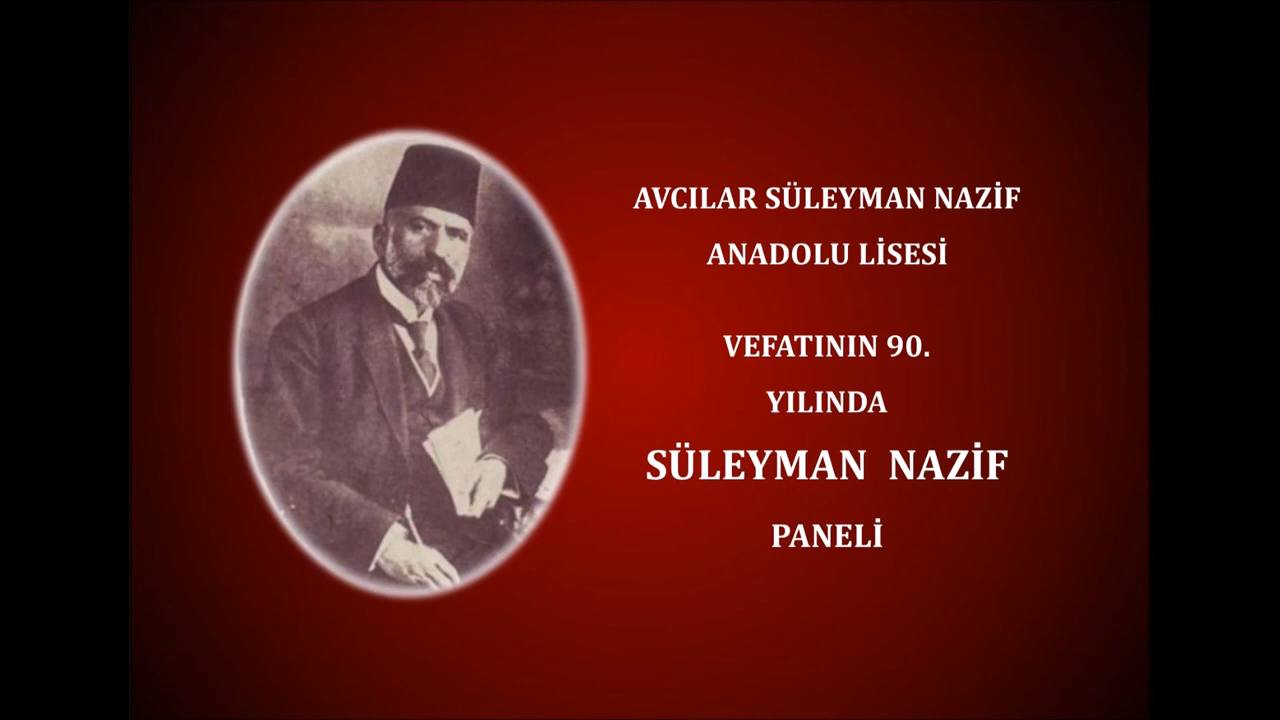 AVCILAR SÜLEYMAN NAZİF
ANADOLU LİSESİ
VEFATININ 90.
YILINDA
SÜLEYMAN NAZİF
PANELİ